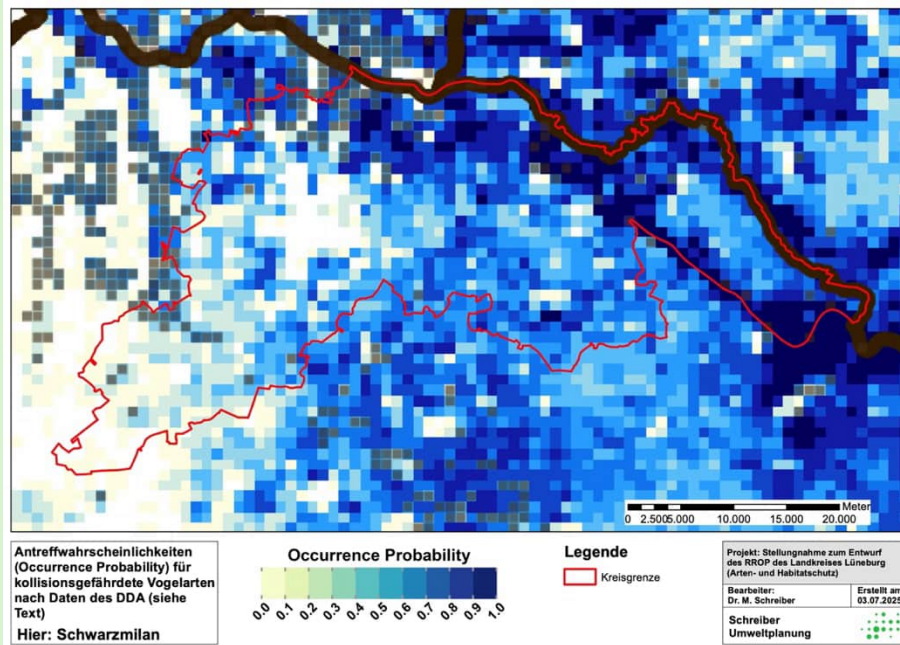 Meter
0 2.5005.000 10.000 15.000 20.000
Antreffwahrscheinlichkeiten
(Occurrence Probability) für
kollisionsgefährdete Vogelarten
nach Daten des DDA (siehe
Text)
Hier: Schwarzmilan
Occurrence Probability
0.0 0.1 0.2 0.3 0.4 0.5 0.6 0.7 0.8 0.9 1.0
Legende
Kreisgrenze
Projekt: Stellungnahme zum Entwurf
des RROP des Landkreises Lüneburg
(Arten- und Habitatschutz)
Bearbeiter:
Dr. M. Schreiber
Erstellt am
03.07.2025
Schreiber
Umweltplanung